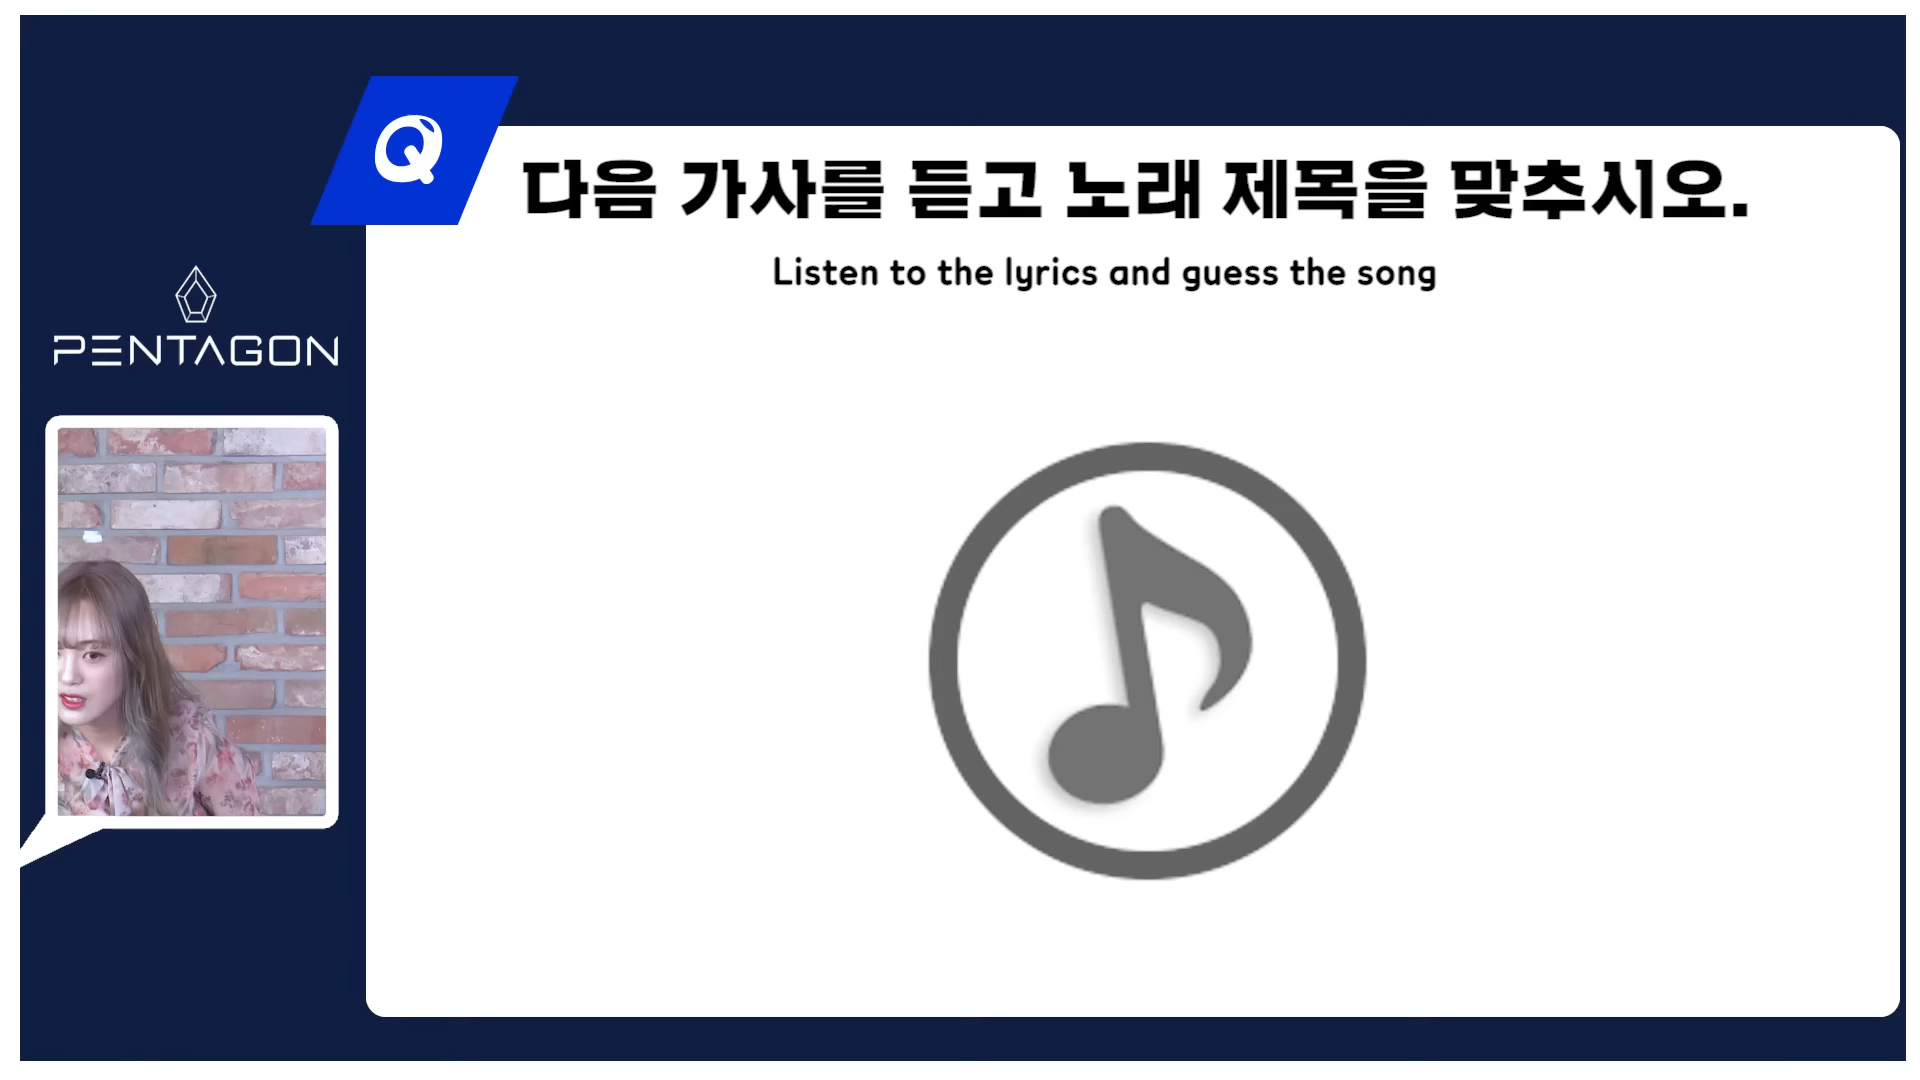 Q
다음 가사를 듣고 노래 제목을 맞추시오.
Listen to the lyrics and guess the song
PENTAGON